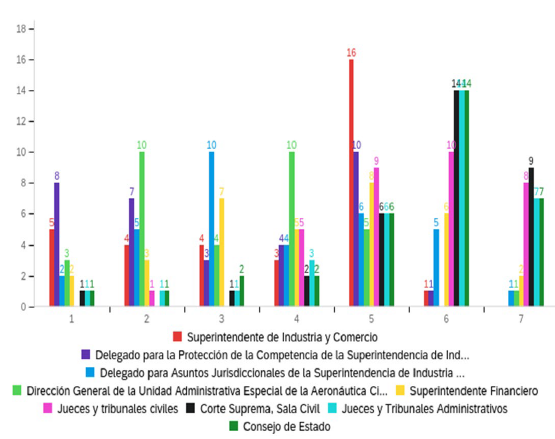 18
16
14
12
10
8
6
4
2
0
5 8 2 3 2 1 1 1
4 7 5 10 3 1 1 1
4 3 10 4 7 1 1 2
3 4 4 10 5 5 2 3 2
16 10 6 5 8 9 6 6 6
1 1 5 6 10 14 14 14
1 1 2 8 9 7 7
1 2 3 4 5 6 7
Superintendente de Industria y Comercio
Delegado para la Protección de la Competencia de la Superintendencia de Ind...
Delegado para Asuntos Jurisdiccionales de la Superintendencia de Industria ...
Dirección General de la Unidad Administrativa Especial de la Aeronáutica Ci... Superintendente Financiero
Jueces y tribunales civiles Corte Suprema, Sala Civil Jueces y Tribunales Administrativos
Consejo de Estado